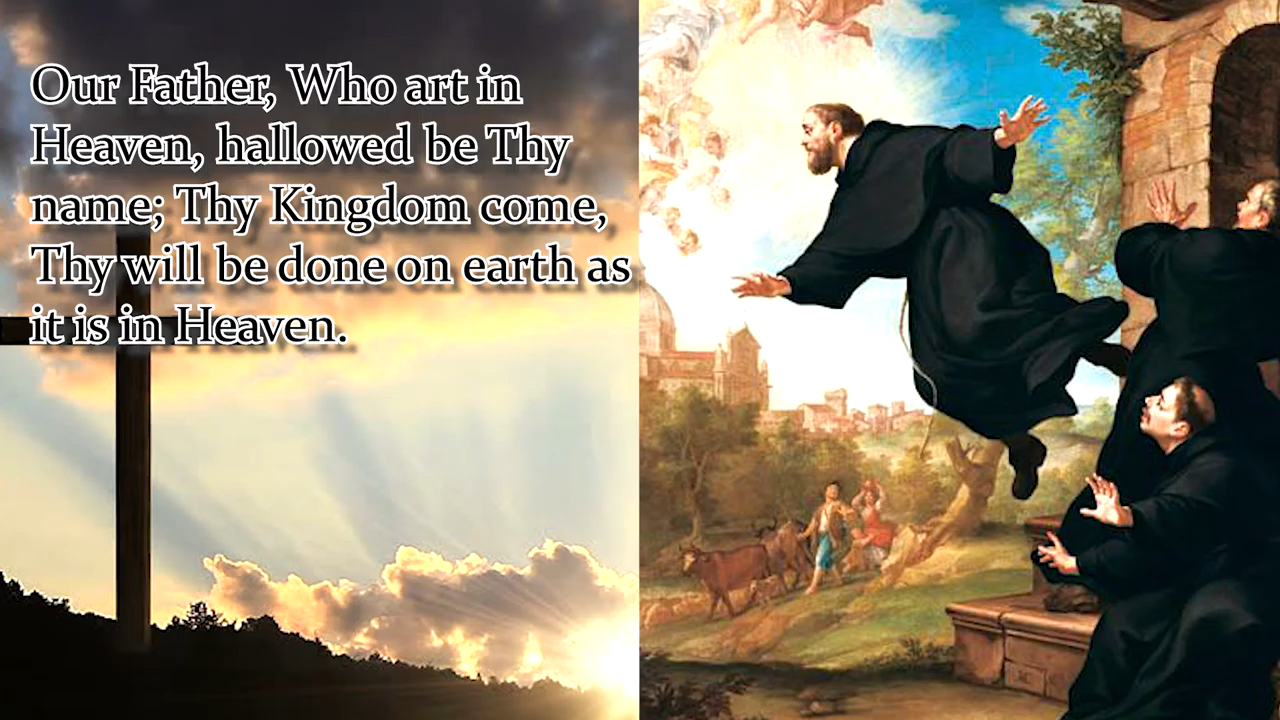 Our Father, Who art in
Heaven, hallowed be Thy
name; Thy Kingdom come,
Thy will be done on earth as
it is in Heaven.